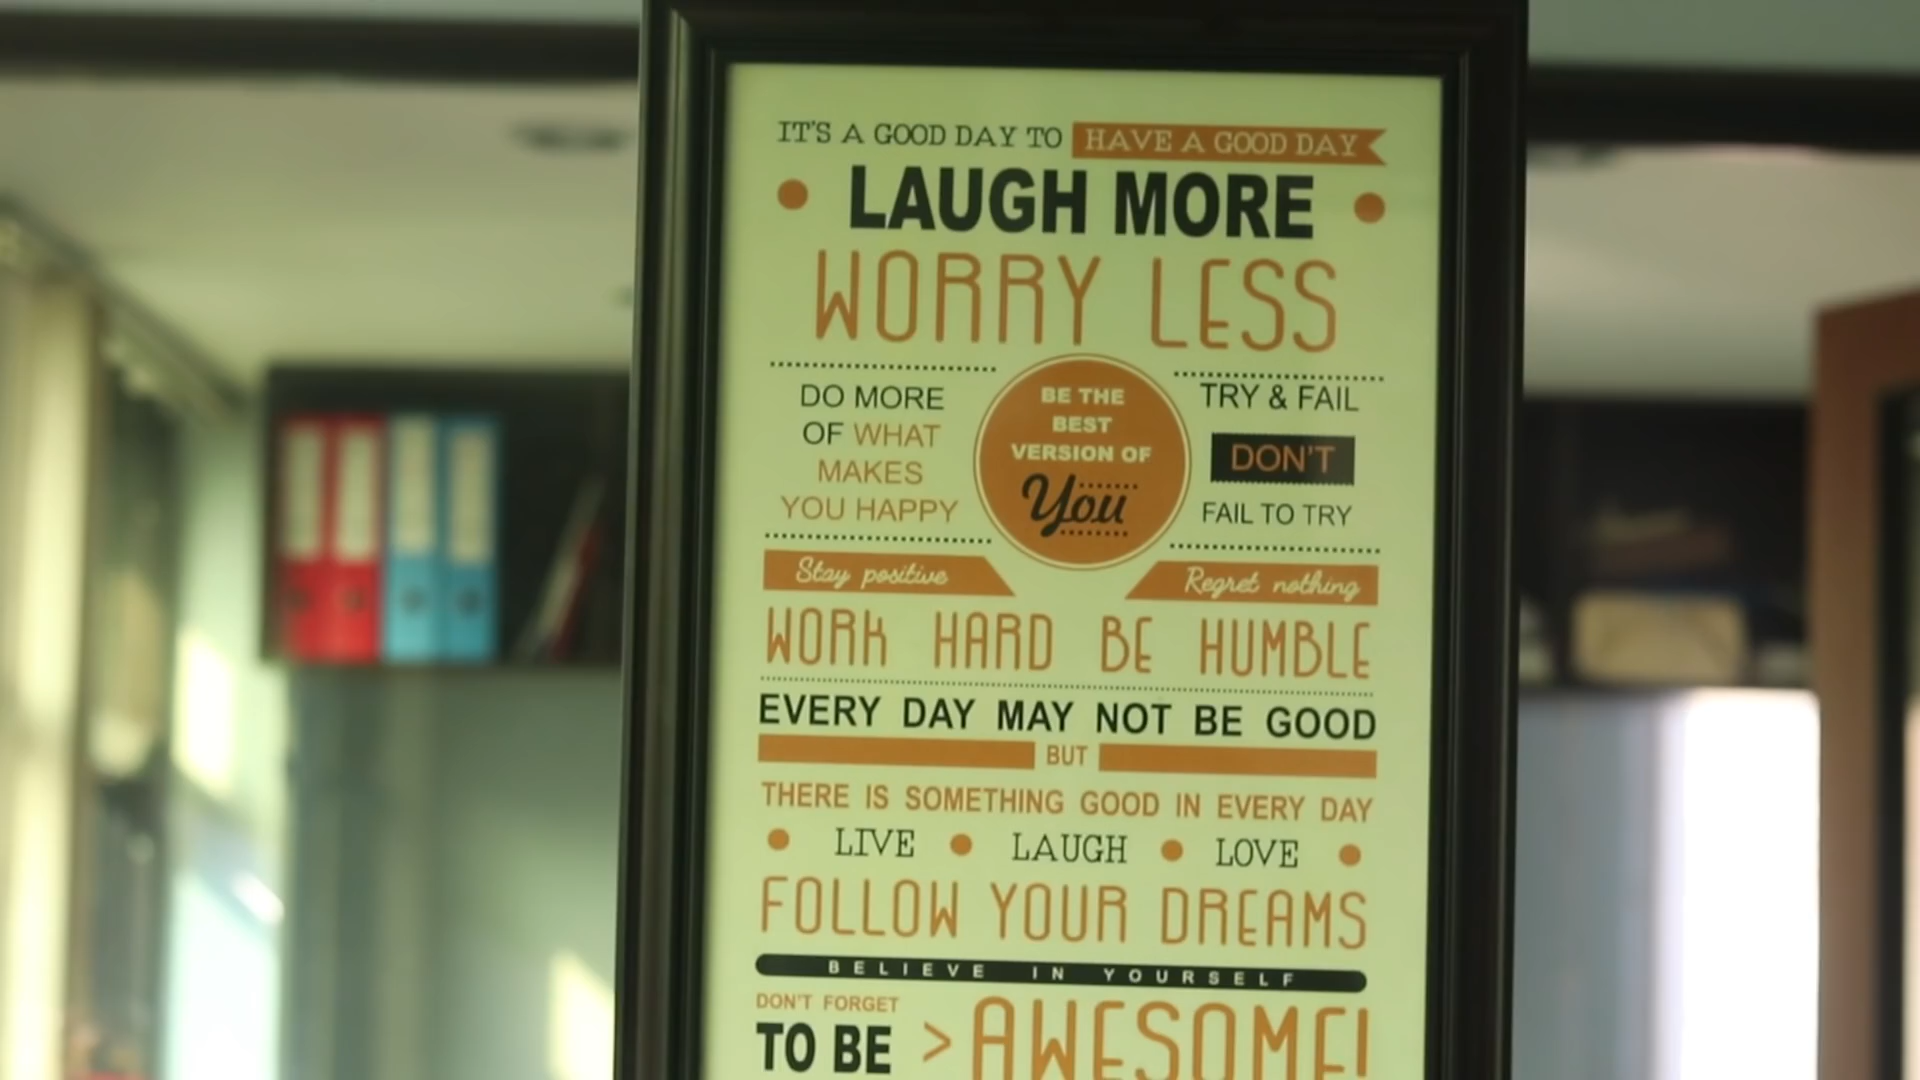 IT'S A GOOD DAY TO HAVE A GOOD DAY
LAUGH MORE
WORRY LESS
DO MORE
OF WHAT
MAKES
YOU HAPPY
BE THE
BEST
VERSION OF
You
TRY & FAIL
DON'T
FAIL TO TRY
Stay positive
Regret nothing
WORK HARD BE HUMBLE
EVERY DAY MAY NOT BE GOOD
BUT
THERE IS SOMETHING GOOD IN EVERY DAY
LIVE LAUGH LOVE
FOLLOW YOUR DREAMS
BELIEVE IN YOURSELF
DON'T FORGET
TO BE > AWESOME!